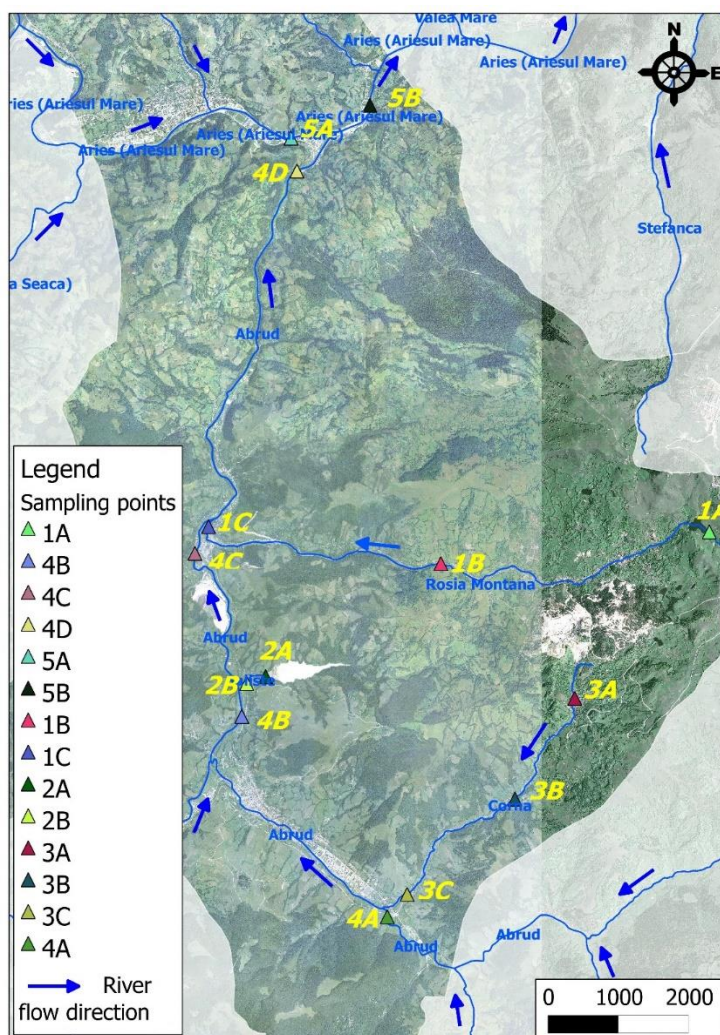 Valea Mare
Aries (Ariesul Mare)
Aries (Ariesul Mare)
N
E
Aries (Ariesul Mare)
5B
Aries (Ariesul Mare)
Aries (Ariesul Mare)
5A
Aries (Ariesul Mare)
4D
Stefanca
a Seaca)
Abrud
Legend
Sampling points
1A
4B
4C
4D
5A
5B
1B
1C
2A
2B
3A
3B
3C
4A
River
flow direction
1A
1C
4C
1B
Rosia Montana
Abrud
2A
2B
4B
3A
3B
Corna
Abrud
3C
4A
Abrud
Abrud
0 1000 2000